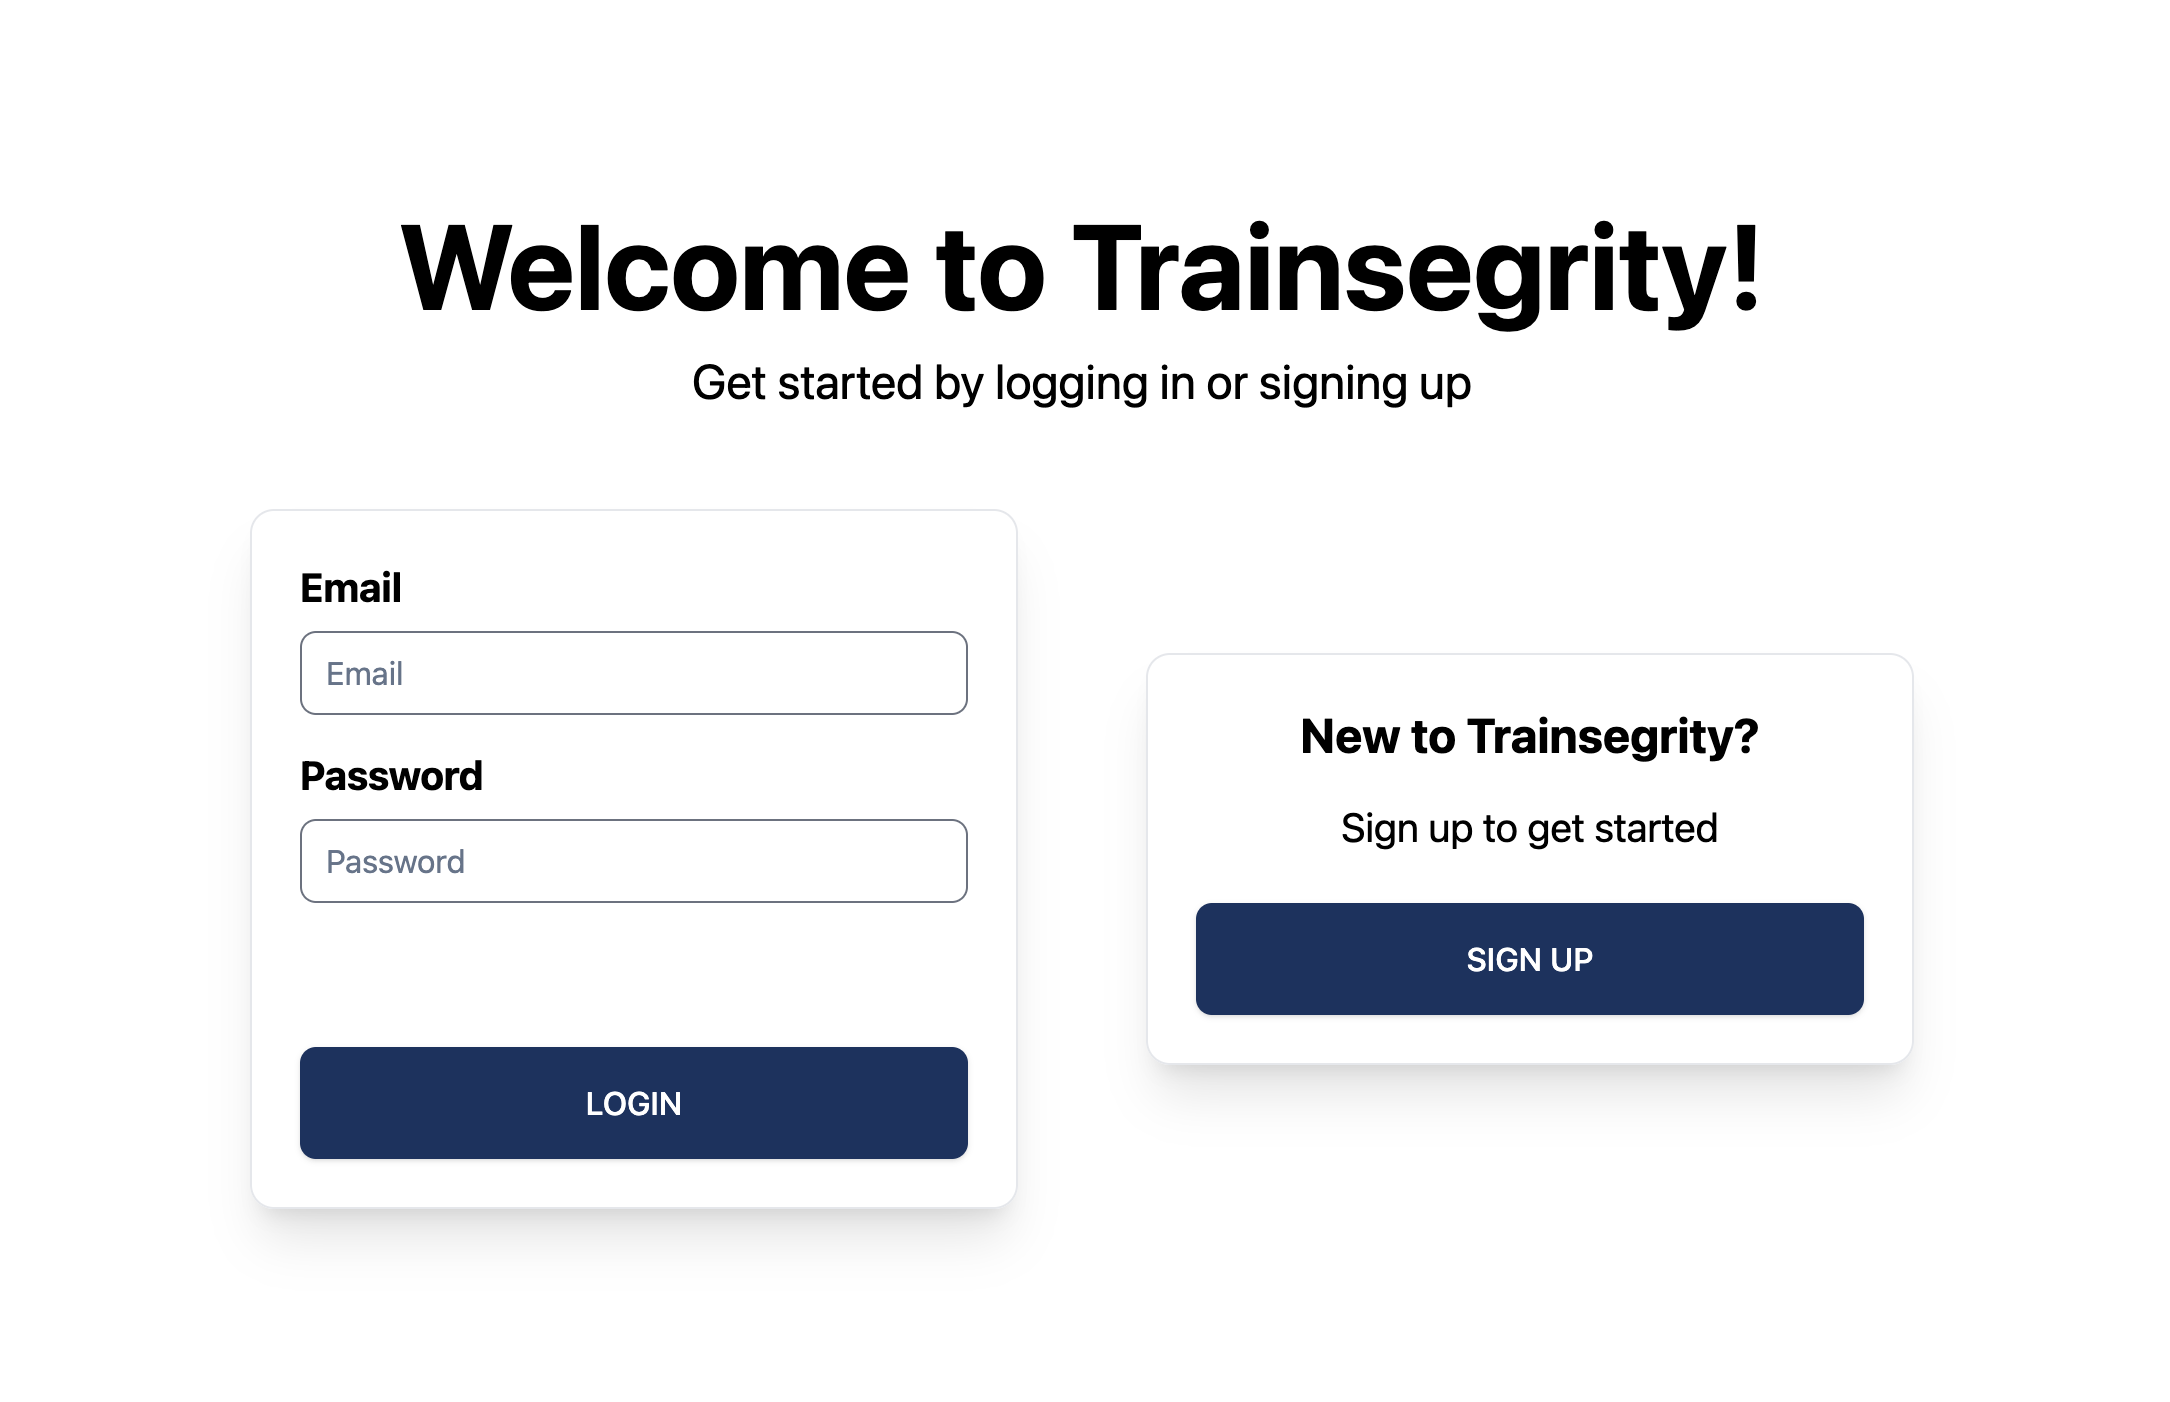 Welcome to Trainsegrity!
Get started by logging in or signing up
Email
Email
Password
Password
LOGIN
New to Trainsegrity?
Sign up to get started
SIGN UP